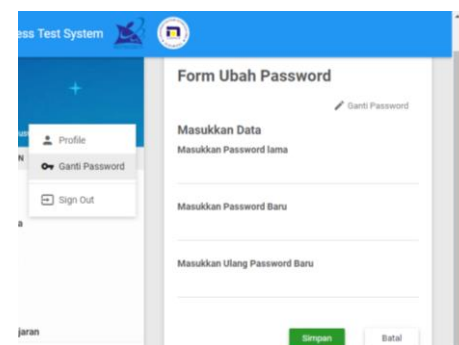 ess Test System
Form Ubah Password
Ganti Password
Masukkan Data
Masukkan Password lama
Masukkan Password Baru
Masukkan Ulang Password Baru
Simpan
Batal
Profile
Ganti Password
Sign Out
N
a
jaran